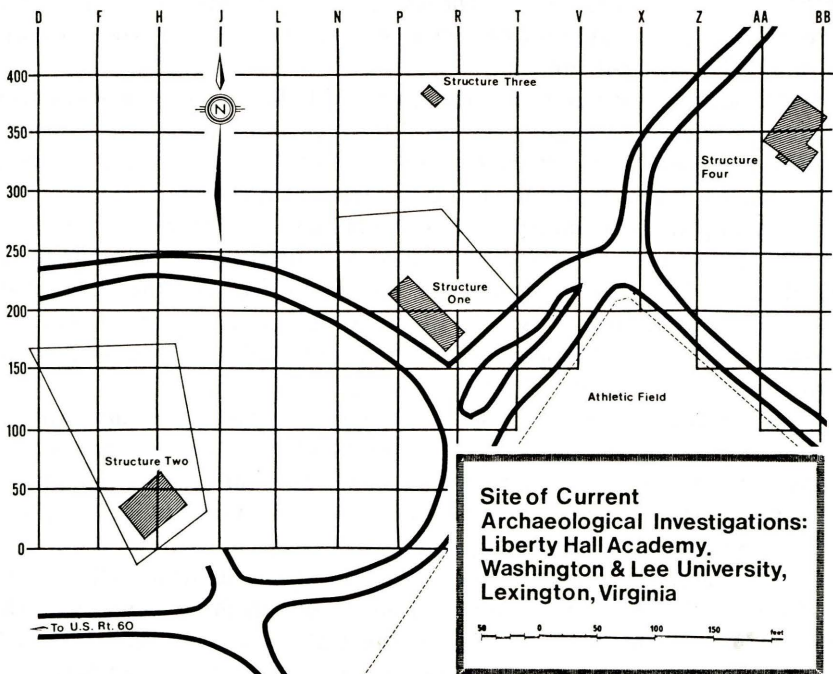 D F H J L N P R T V X Z AA BB
400
350
300
250
200
150
100
50
0
N
Structure Three
Structure
Four
Structure
One
Athletic Field
Structure Two
To U.S. Rt. 60
Site of Current
Archaeological Investigations:
Liberty Hall Academy,
Washington & Lee University,
Lexington, Virginia
50 0 50 100 150 feet